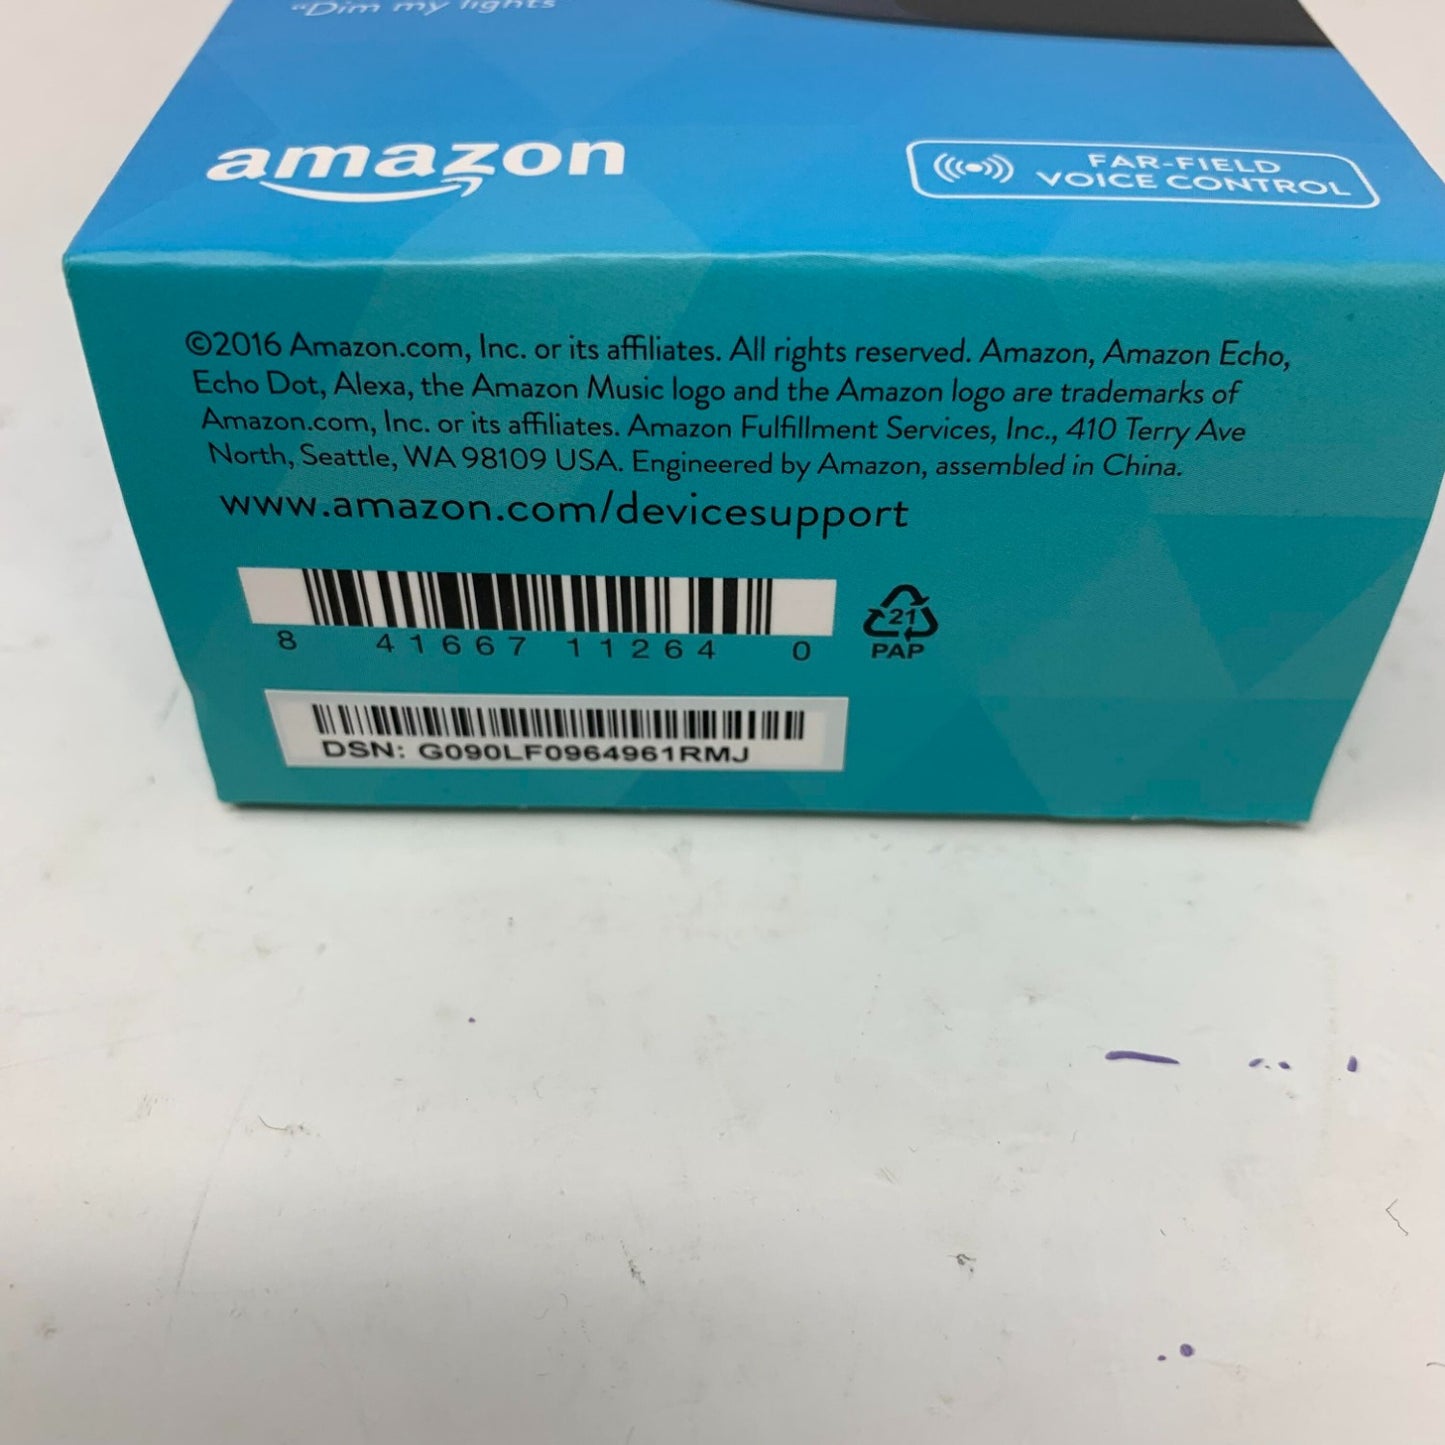 "Dim my lights
amazon
FAR-FIELD
VOICE CONTROL
©2016 Amazon.com, Inc. or its affiliates. All rights reserved. Amazon, Amazon Echo,
Echo Dot, Alexa, the Amazon Music logo and the Amazon logo are trademarks of
Amazon.com, Inc. or its affiliates. Amazon Fulfillment Services, Inc., 410 Terry Ave
North, Seattle, WA 98109 USA. Engineered by Amazon, assembled in China.
www.amazon.com/devicesupport
8 41667 11264 0
21
PAP
DSN: G090LF0964961RMJ